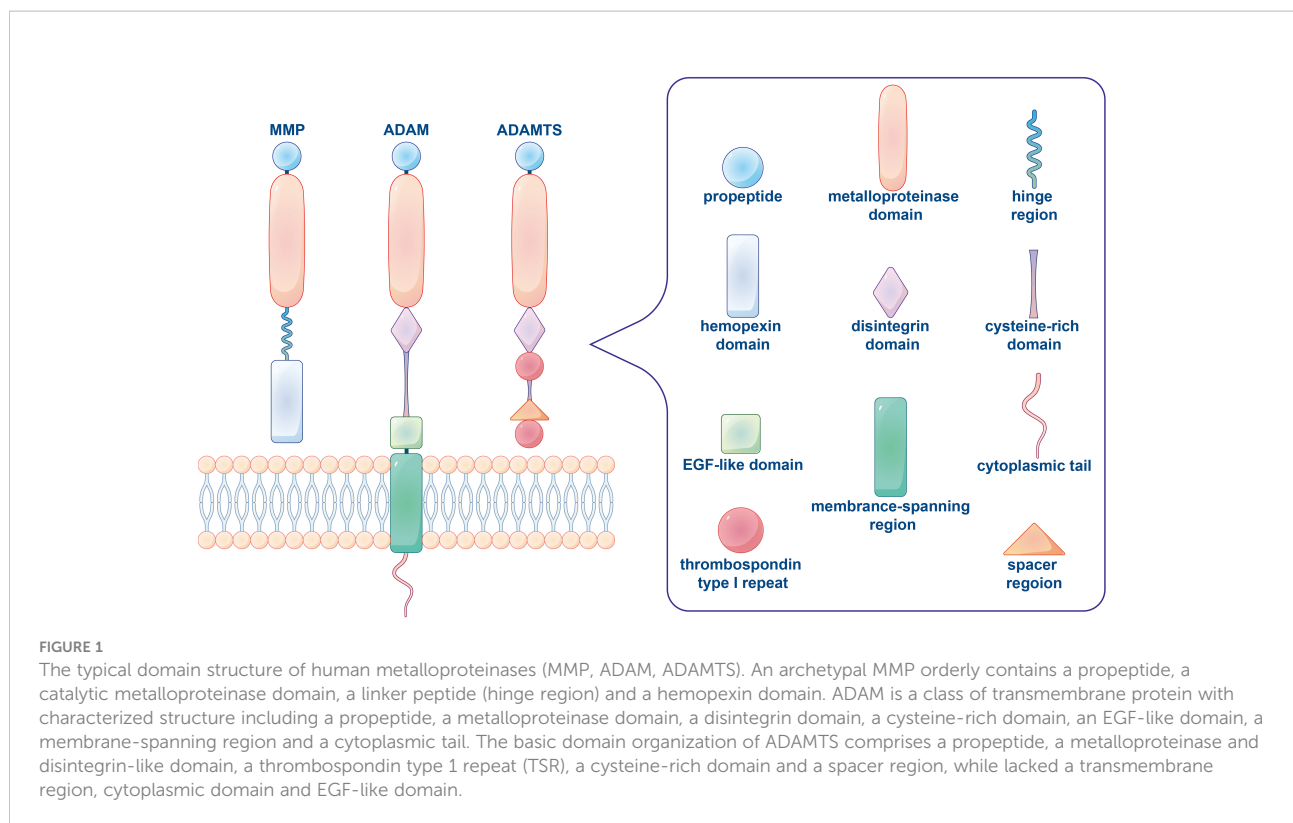 MMP
ADAM
ADAMTS
propeptide
metalloproteinase
domain
hinge
region
hemopexin
domain
disintegrin
domain
cysteine-rich
domain
EGF-like domain
membrance-spanning
region
cytoplasmic tail
thrombospondin
type I repeat
spacer
regoion
FIGURE 1
The typical domain structure of human metalloproteinases (MMP, ADAM, ADAMTS). An archetypal MMP orderly contains a propeptide, a
catalytic metalloproteinase domain, a linker peptide (hinge region) and a hemopexin domain. ADAM is a class of transmembrane protein with
characterized structure including a propeptide, a metalloproteinase domain, a disintegrin domain, a cysteine-rich domain, an EGF-like domain, a
membrane-spanning region and a cytoplasmic tail. The basic domain organization of ADAMTS comprises a propeptide, a metalloproteinase and
disintegrin-like domain, a thrombospondin type 1 repeat (TSR), a cysteine-rich domain and a spacer region, while lacked a transmembrane
region, cytoplasmic domain and EGF-like domain.